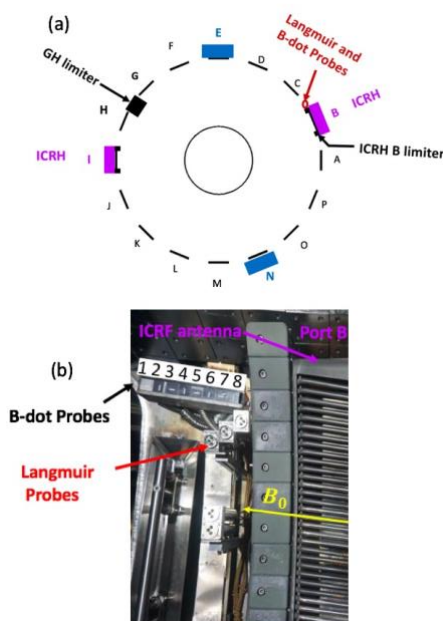 (a)
E
F
D
Langmuir and
B-dot Probes
G
C
GH limiter
H
B
ICRH
ICRH
I
A
ICRH B limiter
J
P
K
O
L
M
N
(b)
ICRF antenna
Port B
1 2 3 4 5 6 7 8
B-dot Probes
Langmuir
Probes
B₀